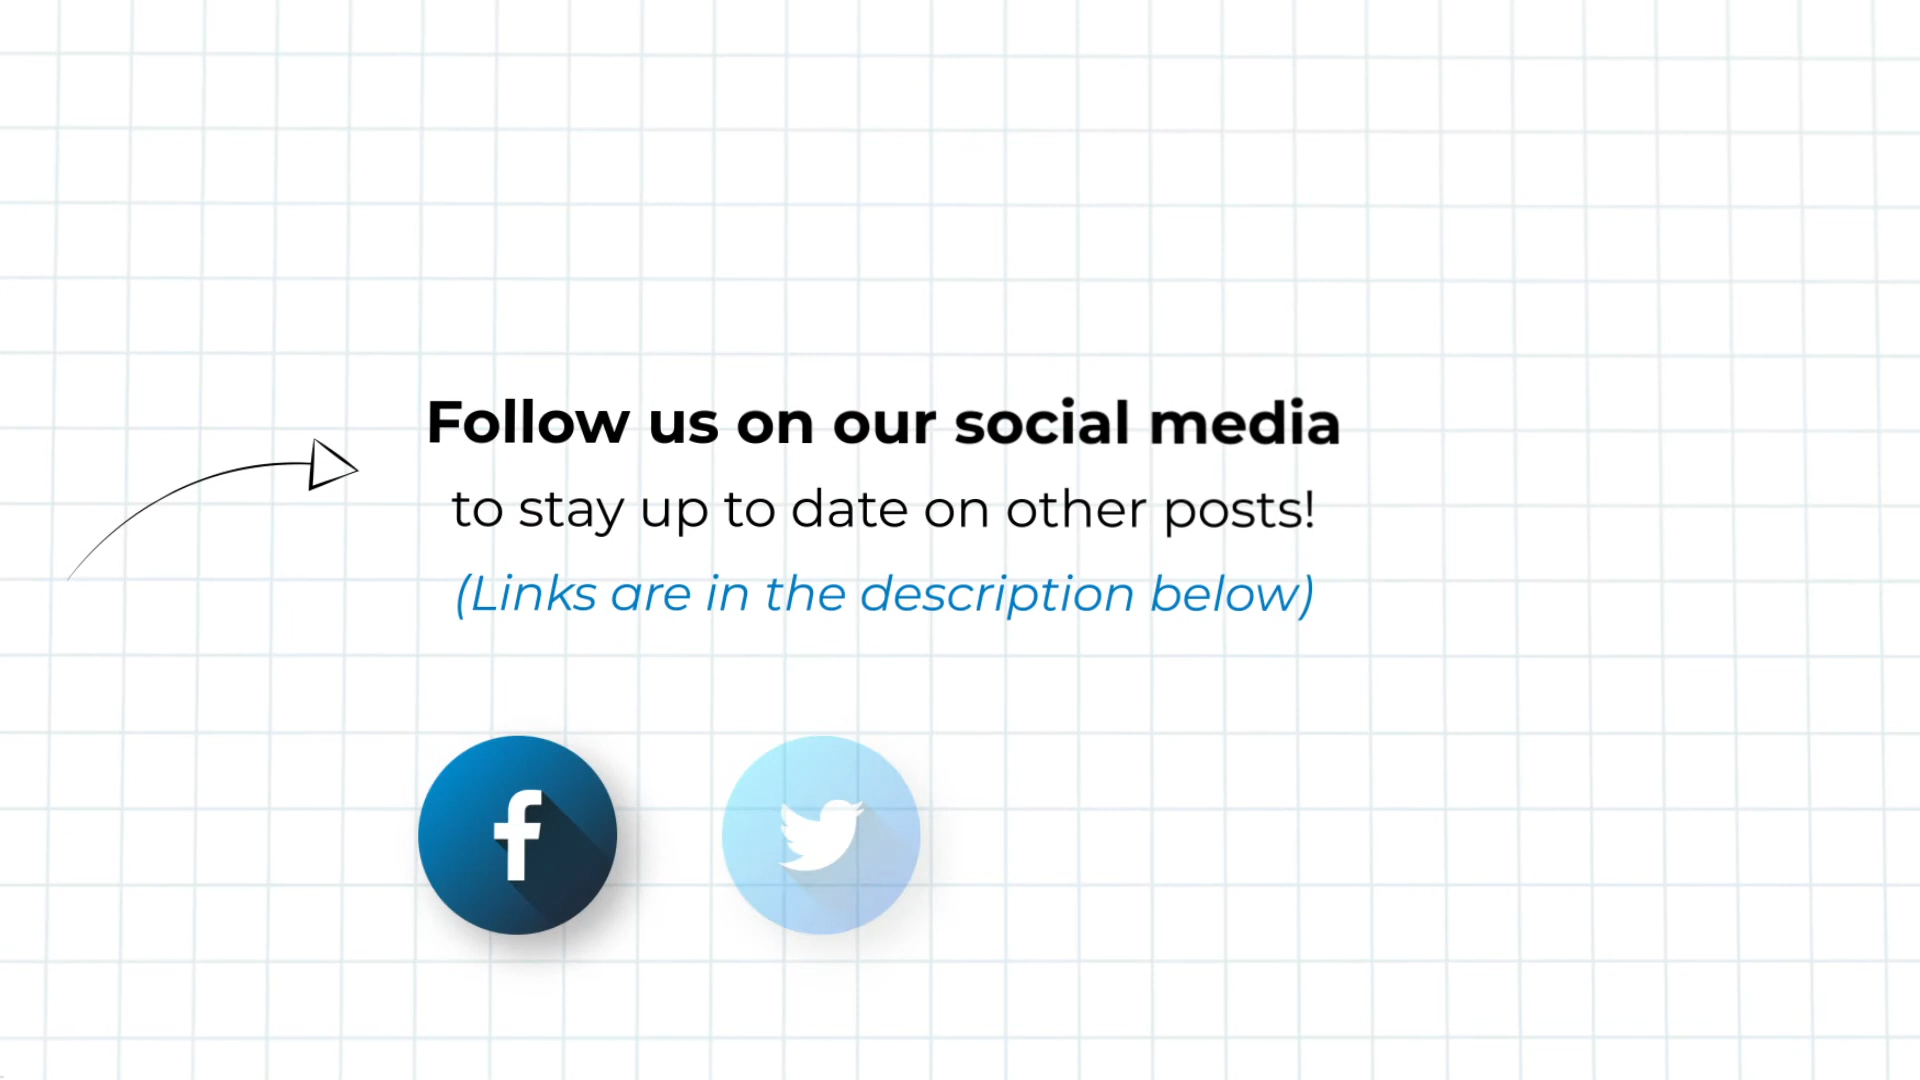 Follow us on our social media
to stay up to date on other posts!
(Links are in the description below)